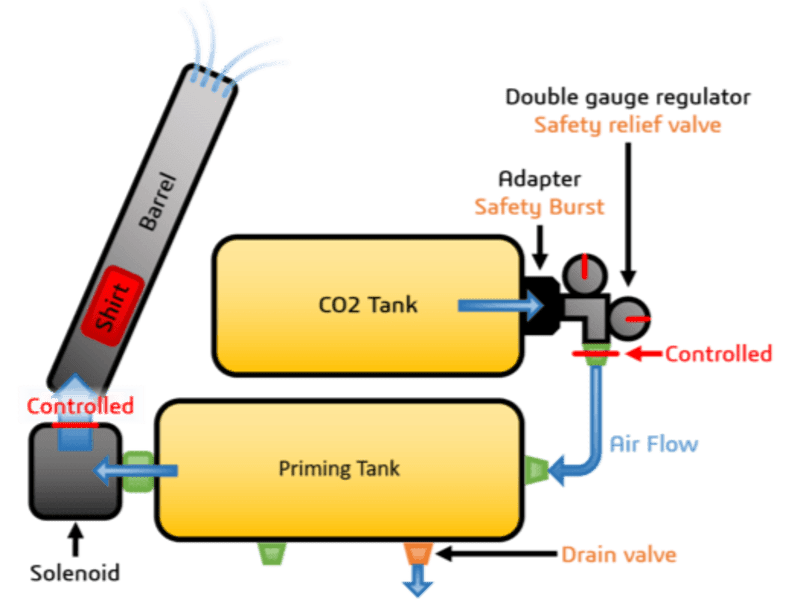 Double gauge regulator
Safety relief valve
Adapter
Safety Burst
Barrel
Shirt
CO2 Tank
Controlled
Controlled
Air Flow
Priming Tank
Drain valve
Solenoid